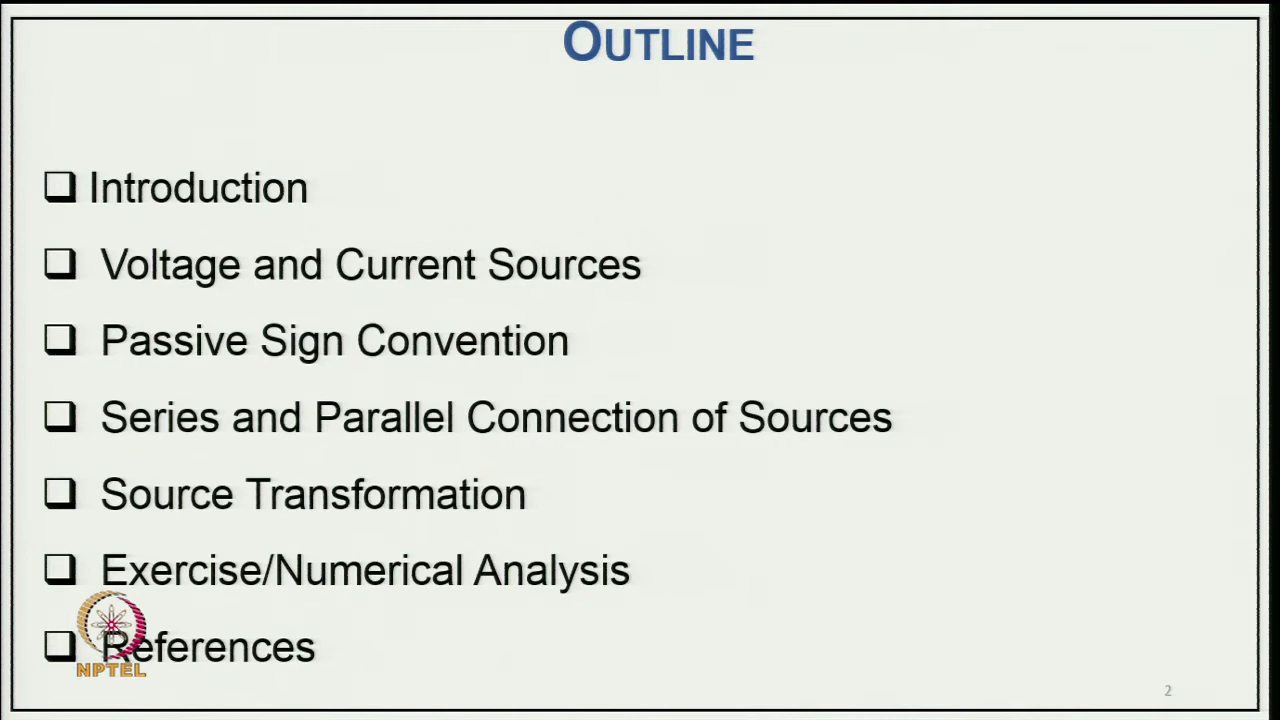 OUTLINE
Introduction
Voltage and Current Sources
Passive Sign Convention
Series and Parallel Connection of Sources
Source Transformation
Exercise/Numerical Analysis
References
NPTEL
2